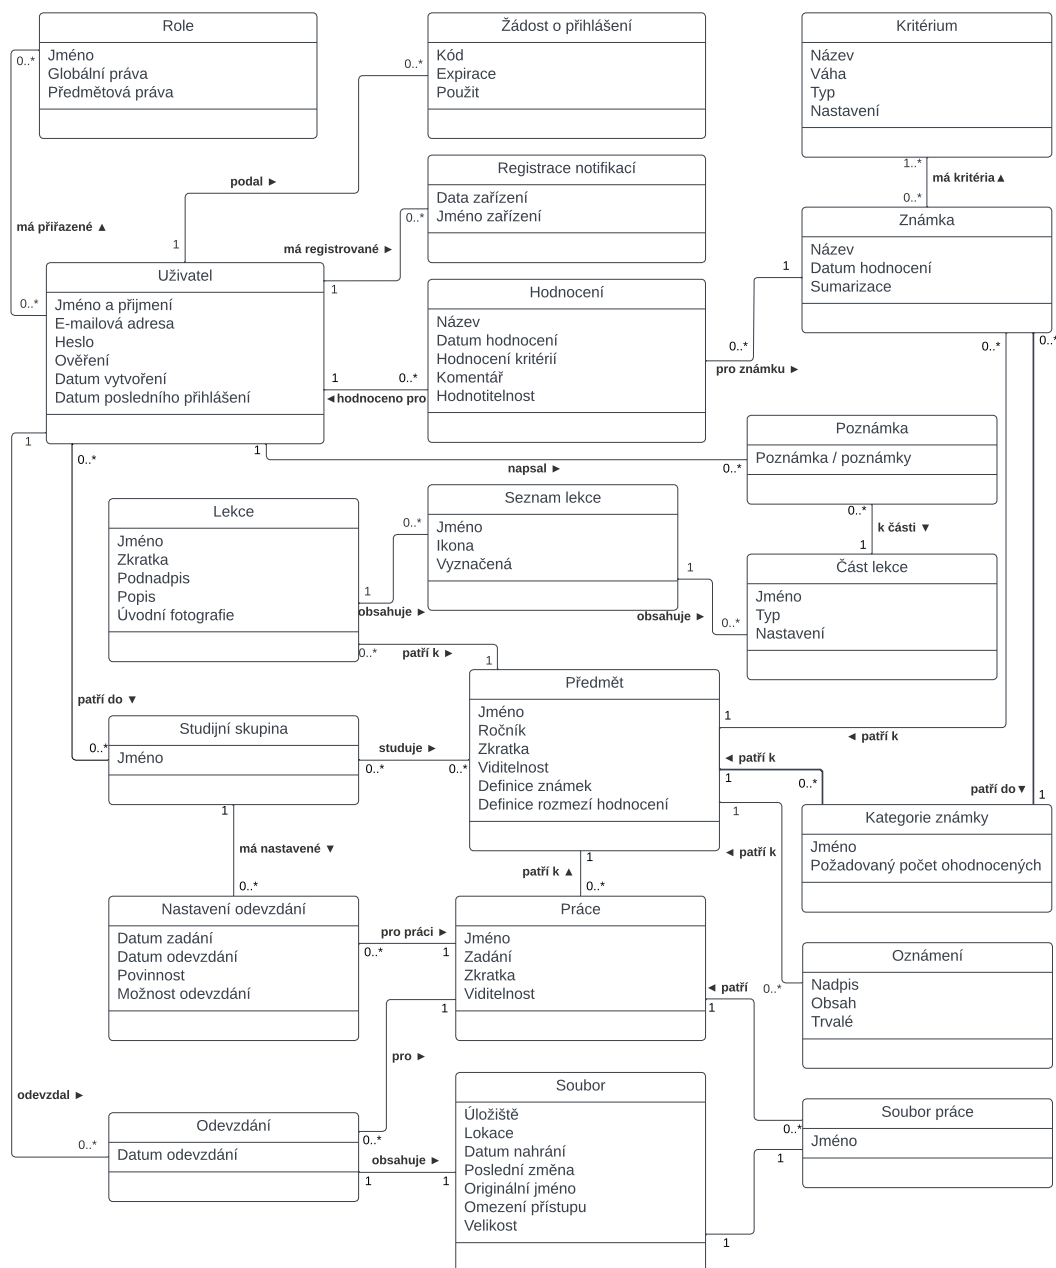 Role
Jméno
Globální práva
Předmětová práva
0..*
má přiřazené ▲
0..*
Žádost o přihlášení
Kód
Expirace
Použit
0..*
podal ►
1
Kritérium
Název
Váha
Typ
Nastavení
1..*
má kritéria▲
0..*
Registrace notifikací
Data zařízení
Jméno zařízení
0..*
má registrované ►
1
Známka
Název
Datum hodnocení
Sumarizace
Uživatel
Jméno a přijmení
E-mailová adresa
Heslo
Ověření
Datum vytvoření
Datum posledního přihlášení
Hodnocení
Název
Datum hodnocení
Hodnocení kritérií
Komentář
Hodnotitelnost
1
0..*
pro známku ►
0..*
0..*
1
0..*
◄hodnoceno pro
1
0..*
1
napsal ►
0..*
Poznámka
Poznámka / poznámky
0..*
k části ▼
1
Lekce
Jméno
Zkratka
Podnadpis
Popis
Úvodní fotografie
0..*
1
obsahuje ►
Seznam lekce
Jméno
Ikona
Vyznačená
1
obsahuje ►
0..*
Část lekce
Jméno
Typ
Nastavení
0..*
patří k ►
1
patří do ▼
0..*
Studijní skupina
Jméno
studuje ►
0..*
0..*
Předmět
Jméno
Ročník
Zkratka
Viditelnost
Definice známek
Definice rozmezí hodnocení
1
◄ patří k
◄ patří k
1
0..*
patří do▼
1
1
◄ patří k
Kategorie známky
Jméno
Požadovaný počet ohodnocených
1
má nastavené ▼
0..*
1
patří k ▲
0..*
Nastavení odevzdání
Datum zadání
Datum odevzdání
Povinnost
Možnost odevzdání
pro práci ►
0..*
1
Práce
Jméno
Zadání
Zkratka
Viditelnost
Oznámení
Nadpis
Obsah
Trvalé
0..*
◄ patří
1
1
pro ►
odevzdal ►
0..*
Odevzdání
Datum odevzdání
0..*
obsahuje ►
1
1
Soubor
Úložiště
Lokace
Datum nahrání
Poslední změna
Originální jméno
Omezení přístupu
Velikost
Soubor práce
Jméno
0..*
1
1